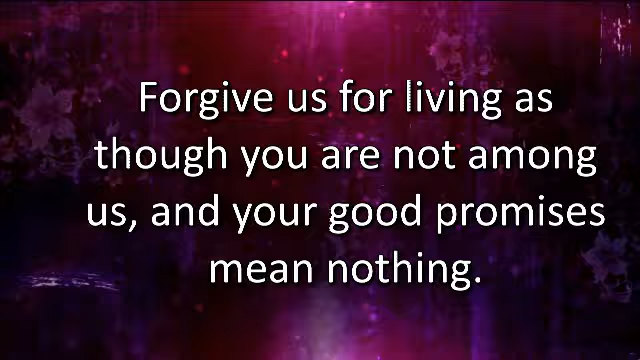 Forgive us for living as
though you are not among
us, and your good promises
mean nothing.